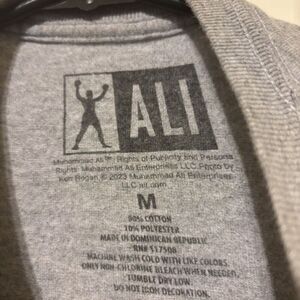 ALI
Muhammad Ali™; Rights of Publicity and Persona
Rights: Muhammad Ali Enterprises LLC Photo by
Ken Regan © 2023 Muhammad Ali Enterprises
LLC ali.com
M
90% COTTON
10% POLYESTER
MADE IN DOMINICAN REPUBLIC
RN# 117508
MACHINE WASH COLD WITH LIKE COLORS.
ONLY NON-CHLORINE BLEACH WHEN NEEDED.
TUMBLE DRY LOW.
DO NOT IRON DECORATION.